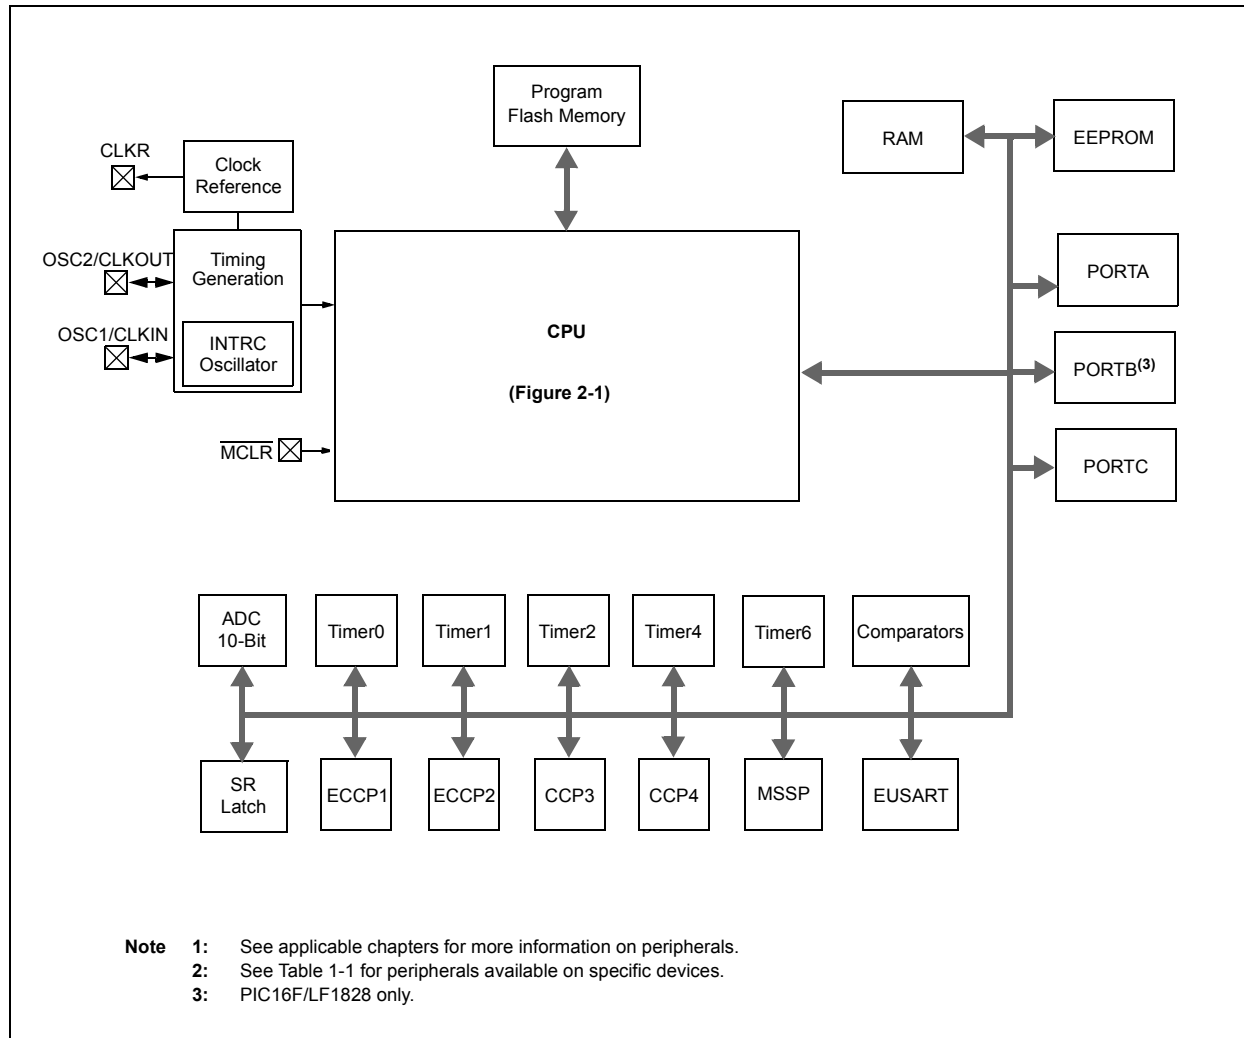 Program
Flash Memory
RAM
EEPROM
CLKR
Clock
Reference
OSC2/CLKOUT
Timing
Generation
PORTA
OSC1/CLKIN
INTRC
Oscillator
CPU
(Figure 2-1)
PORTB(3)
MCLR
PORTC
ADC
10-Bit
Timer0
Timer1
Timer2
Timer4
Timer6
Comparators
SR
Latch
ECCP1
ECCP2
CCP3
CCP4
MSSP
EUSART
Note 1: See applicable chapters for more information on peripherals.
2: See Table 1-1 for peripherals available on specific devices.
3: PIC16F/LF1828 only.